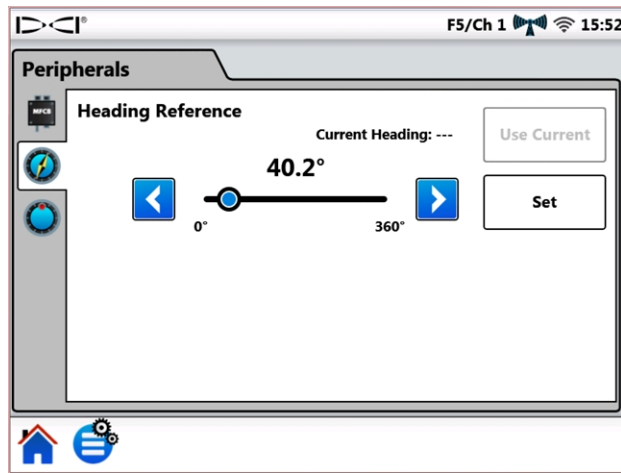 DCI®
F5/Ch 1 15:52
Peripherals
MFCB
Heading Reference
Current Heading: ---
Use Current
40.2°
Set
0° 360°